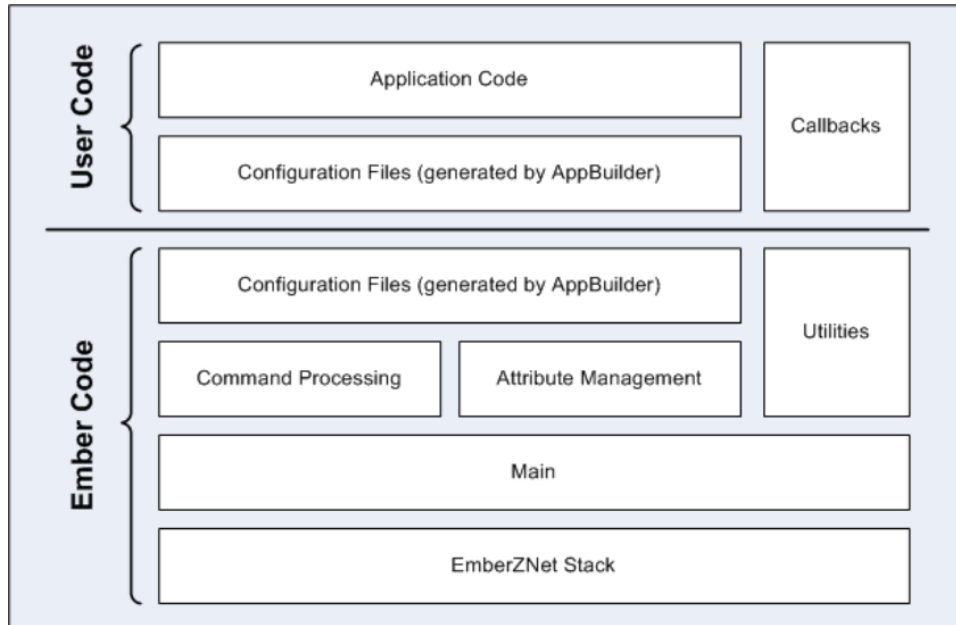 User Code
Application Code
Callbacks
Configuration Files (generated by AppBuilder)
Ember Code
Configuration Files (generated by AppBuilder)
Utilities
Command Processing
Attribute Management
Main
EmberZNet Stack